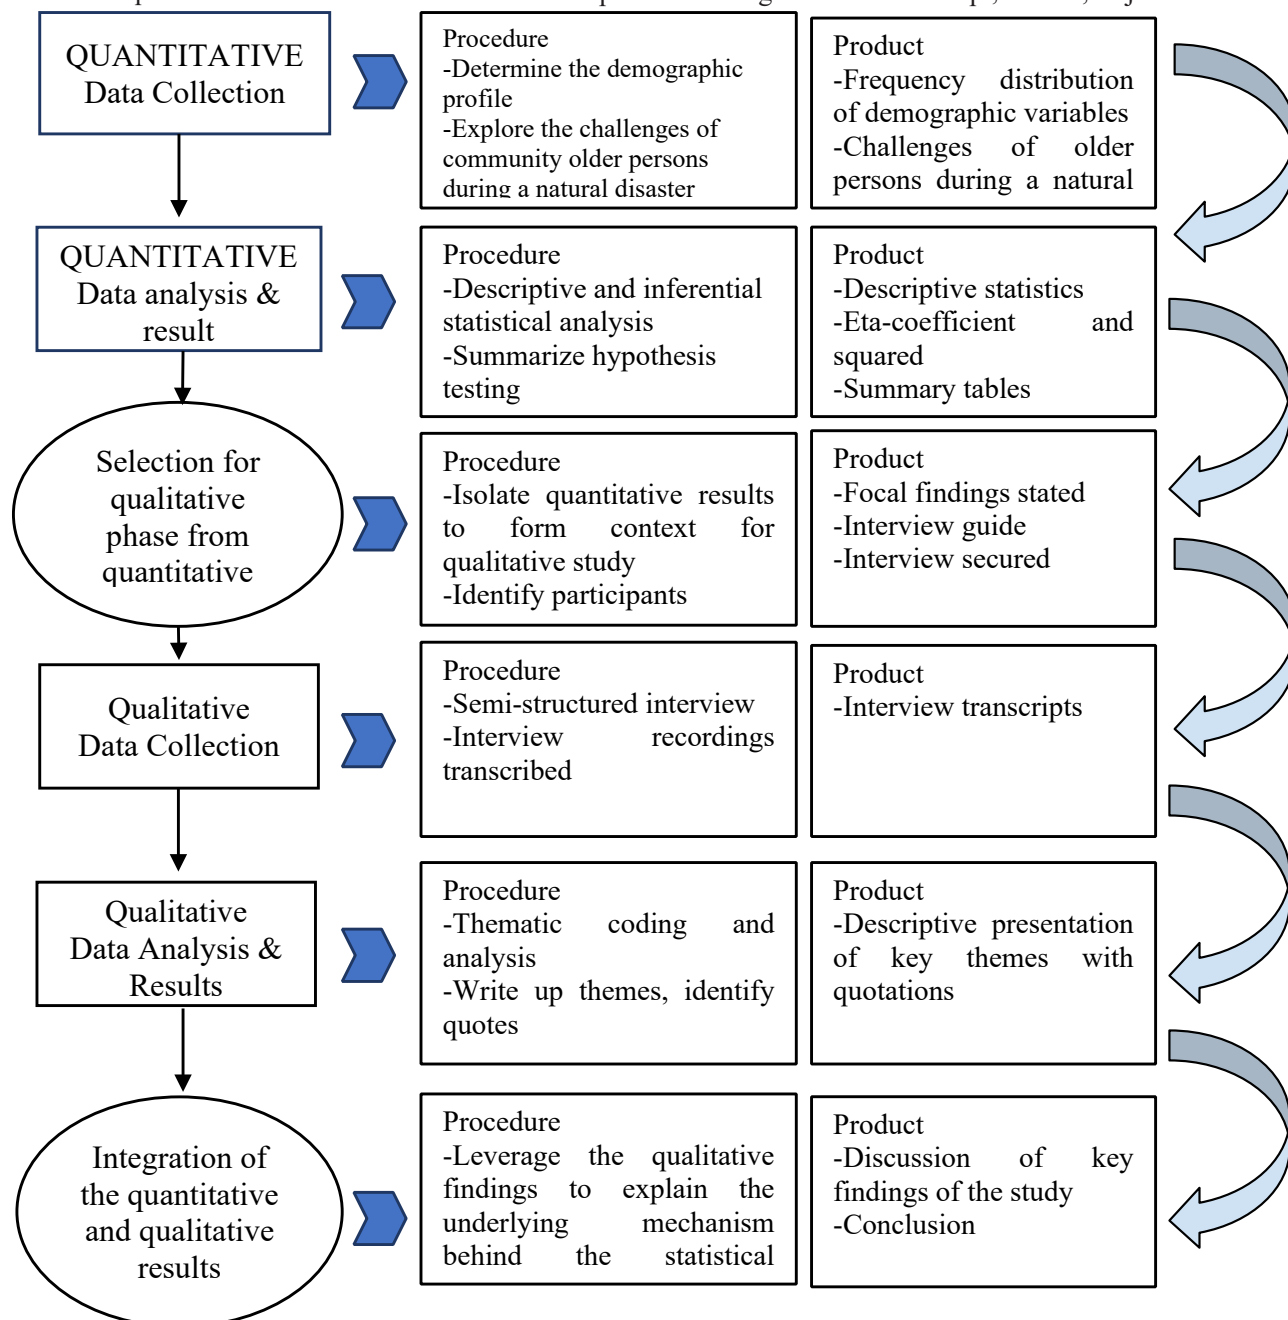 QUANTITATIVE
Data Collection
Procedure
-Determine the demographic
profile
-Explore the challenges of
community older persons
during a natural disaster
Product
-Frequency distribution
of demographic variables
-Challenges of older
persons during a natural
QUANTITATIVE
Data analysis &
result
Procedure
-Descriptive and inferential
statistical analysis
-Summarize hypothesis
testing
Product
-Descriptive statistics
-Eta-coefficient and
squared
-Summary tables
Selection for
qualitative
phase from
quantitative
Procedure
-Isolate quantitative results
to form context for
qualitative study
-Identify participants
Product
-Focal findings stated
-Interview guide
-Interview secured
Qualitative
Data Collection
Procedure
-Semi-structured interview
-Interview recordings
transcribed
Product
-Interview transcripts
Qualitative
Data Analysis &
Results
Procedure
-Thematic coding and
analysis
-Write up themes, identify
quotes
Product
-Descriptive presentation
of key themes with
quotations
Integration of
the quantitative
and qualitative
results
Procedure
-Leverage the qualitative
findings to explain the
underlying mechanism
behind the statistical
Product
-Discussion of key
findings of the study
-Conclusion